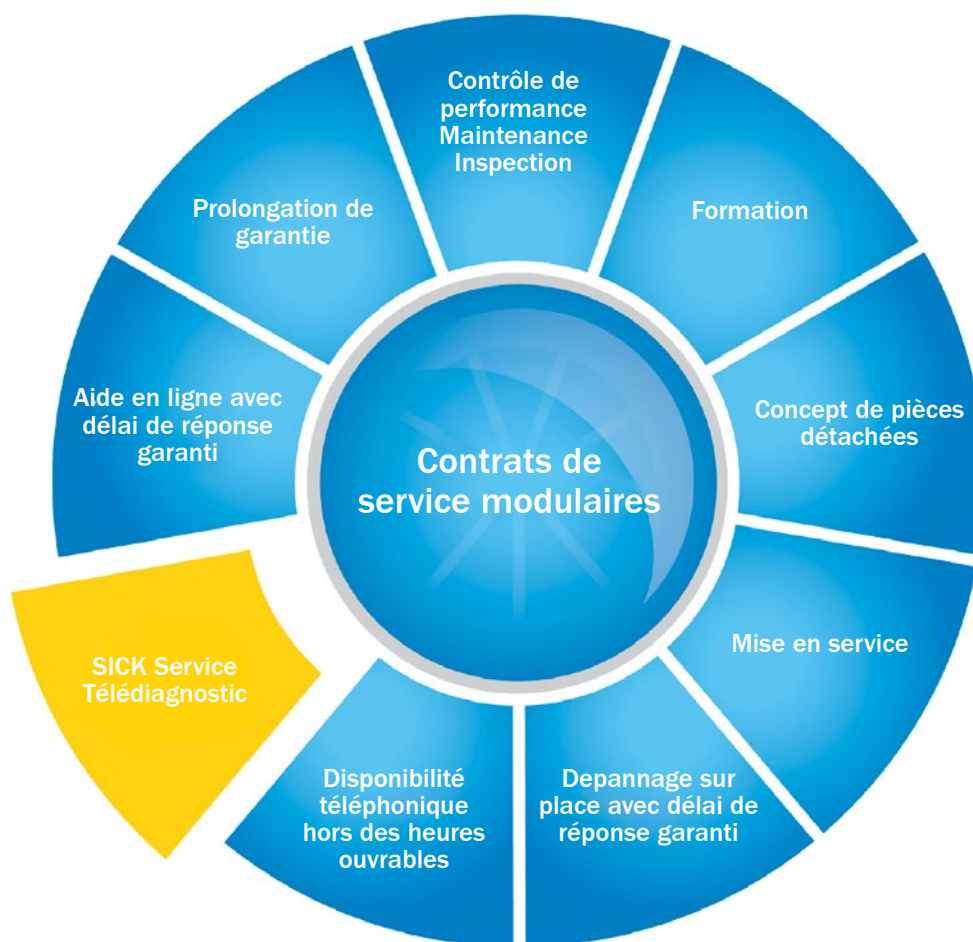 Contrôle de
performance
Maintenance
Inspection
Prolongation de
garantie
Formation
Aide en ligne avec
délai de réponse
garanti
Concept de pièces
détachées
Contrats de
service modulaires
Mise en service
SICK Service
Télédiagnostic
Disponibilité
téléphonique
hors des heures
ouvrables
Depannage sur
place avec délai de
réponse garanti